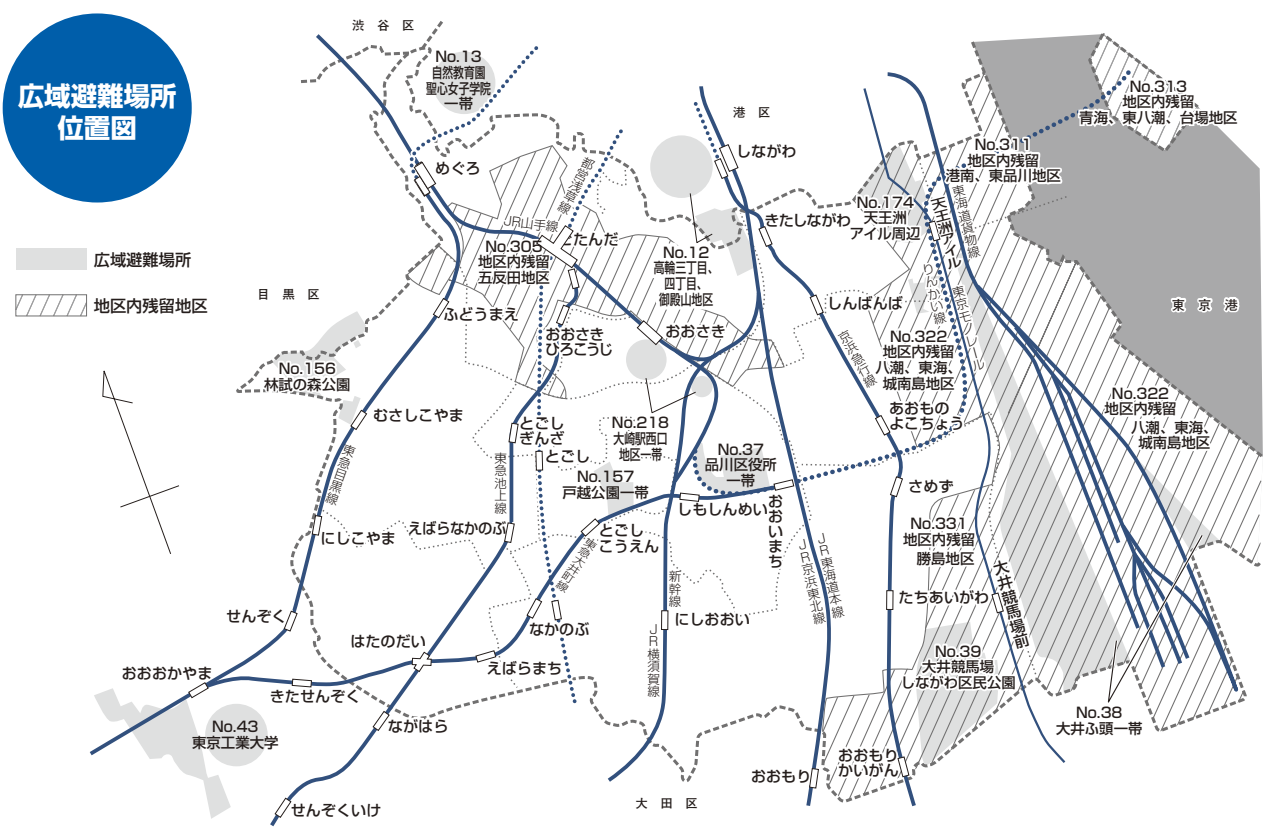 広域避難場所
位置図
広域避難場所
地区内残留地区
渋谷区
港区
目黒区
東京港
大田区
No.13
自然教育園
聖心女子学院
一帯
No.313
地区内残留
青海、東八潮、台場地区
No.311
地区内残留
港南、東品川地区
No.174
天王洲
アイル周辺
No.12
高輪三丁目、
四丁目、
御殿山地区
No.305
地区内残留
五反田地区
No.322
地区内残留
八潮、東海、
城南島地区
No.322
地区内残留
八潮、東海、
城南島地区
No.156
林試の森公園
No.218
大崎駅西口
地区一帯
No.37
品川区役所
一帯
No.157
戸越公園一帯
No.331
地区内残留
勝島地区
No.39
大井競馬場
しながわ区民公園
No.38
大井ふ頭一帯
No.43
東京工業大学
めぐろ
しながわ
きたしながわ
ごたんだ
天王洲アイル
ふどうまえ
おおさき
ひろこうじ
おおさき
しんばんば
むさしこやま
とごし
ぎんざ
とごし
あおもの
よこちょう
さめず
しもしんめい
おおいまち
とごし
こうえん
えばらなかのぶ
にしこやま
せんぞく
はたのだい
なかのぶ
えばらまち
にしおおい
たちあいがわ
大井競馬場前
おおおかやま
きたせんぞく
ながはら
せんぞくいけ
おおもり
おおもり
かいがん
都営浅草線
JR山手線
東海道貨物線
りんかい線
東京モノレール
京浜急行線
東急目黒線
東急池上線
東急大井町線
新幹線
JR横須賀線
JR東海道本線
JR京浜東北線